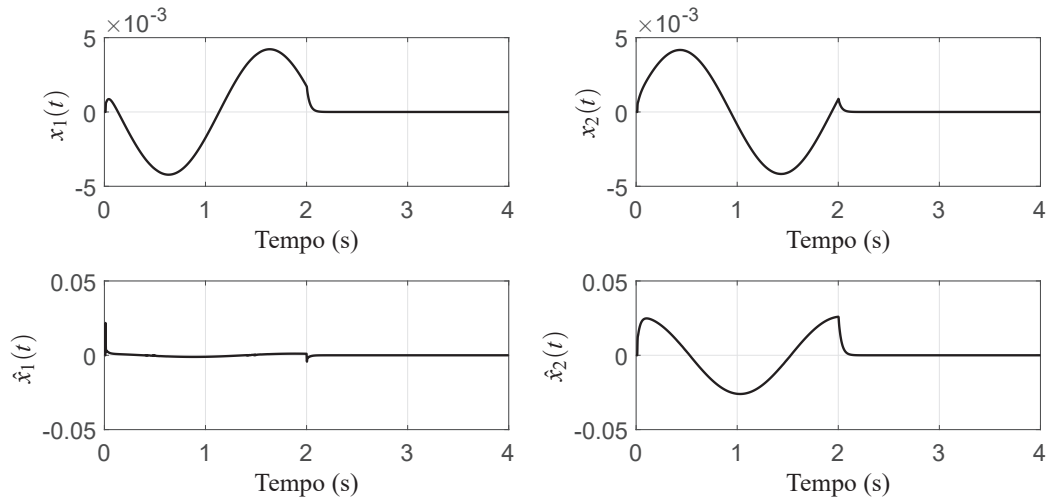 ×10⁻³
5
0
-5
x₁(t)
0 1 2 3 4
Tempo (s)
×10⁻³
5
0
-5
x₂(t)
0 1 2 3 4
Tempo (s)
0.05
0
-0.05
x̂₁(t)
0 1 2 3 4
Tempo (s)
0.05
0
-0.05
x̂₂(t)
0 1 2 3 4
Tempo (s)